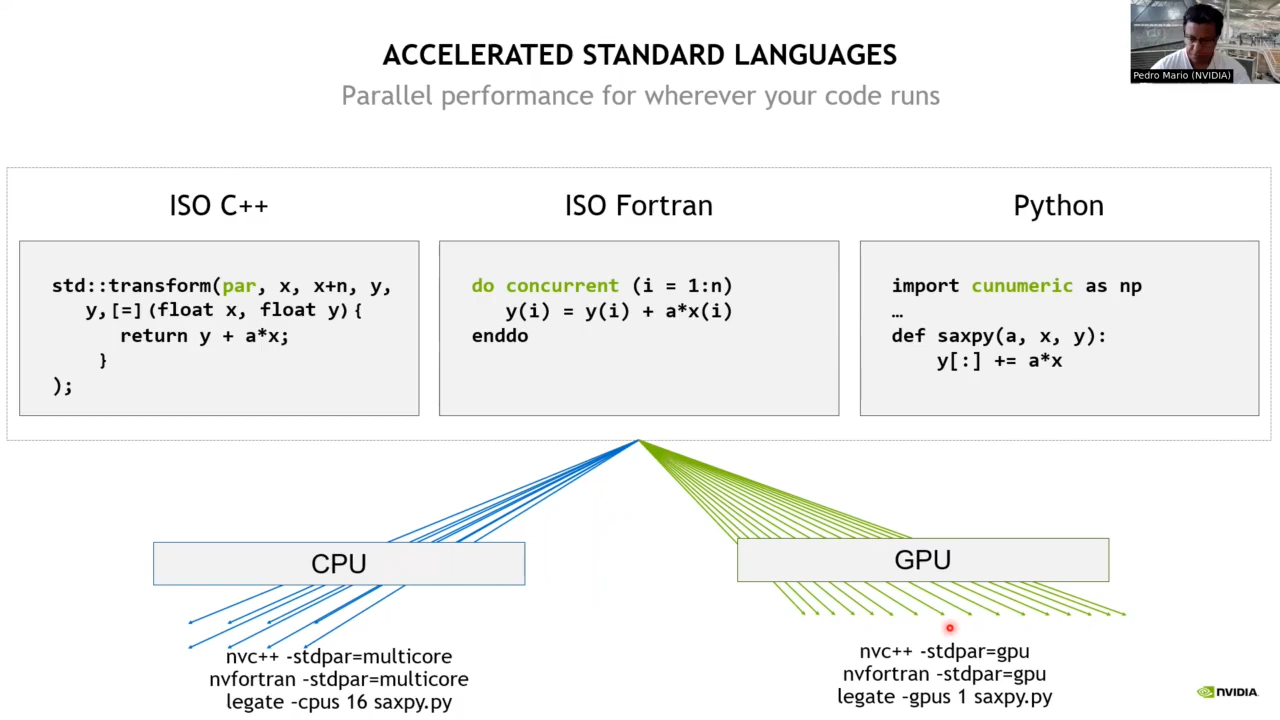 ACCELERATED STANDARD LANGUAGES
Parallel performance for wherever your code runs
Pedro Mario (NVIDIA)
ISO C++
std::transform(par, x, x+n, y,
y,[=](float x, float y){
return y + a*x;
}
);
ISO Fortran
do concurrent (i = 1:n)
y(i) = y(i) + a*x(i)
enddo
Python
import cunumeric as np
…
def saxpy(a, x, y):
y[:] += a*x
CPU
nvc++ -stdpar=multicore
nvfortran –stdpar=multicore
legate -cpus 16 saxpy.py
GPU
nvc++ -stdpar=gpu
nvfortran –stdpar=gpu
legate -gpus 1 saxpy.py
NVIDIA.